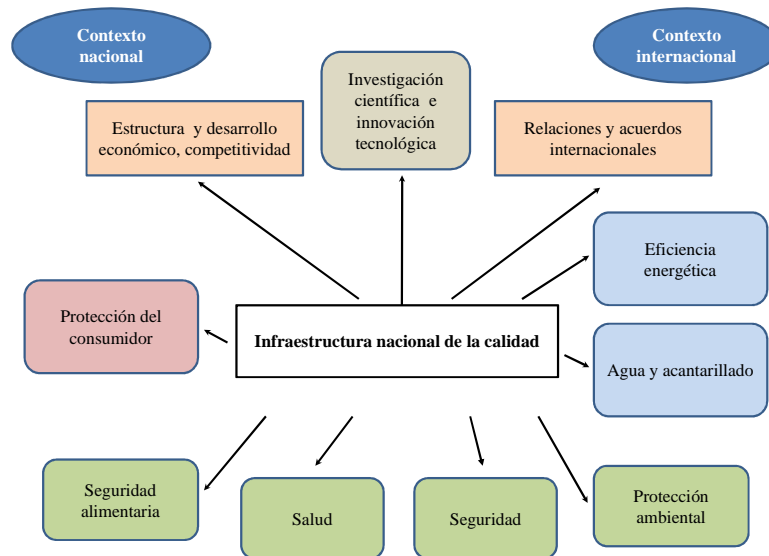 Contexto
nacional
Contexto
internacional
Investigación
científica e
innovación
tecnológica
Estructura y desarrollo
económico, competitividad
Relaciones y acuerdos
internacionales
Eficiencia
energética
Protección del
consumidor
Infraestructura nacional de la calidad
Agua y acantarillado
Seguridad
alimentaria
Salud
Seguridad
Protección
ambiental